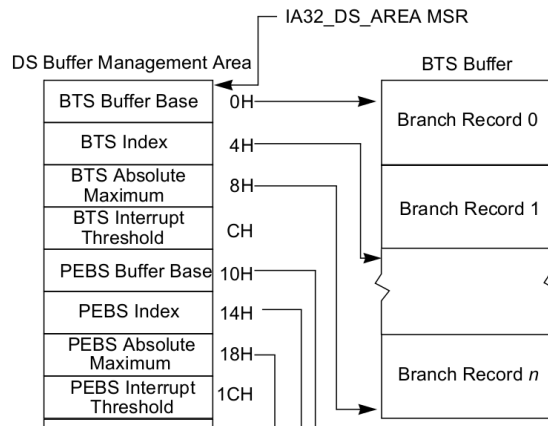 IA32_DS_AREA MSR
DS Buffer Management Area
BTS Buffer
BTS Buffer Base
0H
Branch Record 0
BTS Index
4H
BTS Absolute
Maximum
8H
Branch Record 1
BTS Interrupt
Threshold
CH
PEBS Buffer Base
10H
PEBS Index
14H
PEBS Absolute
Maximum
18H
Branch Record n
PEBS Interrupt
Threshold
1CH